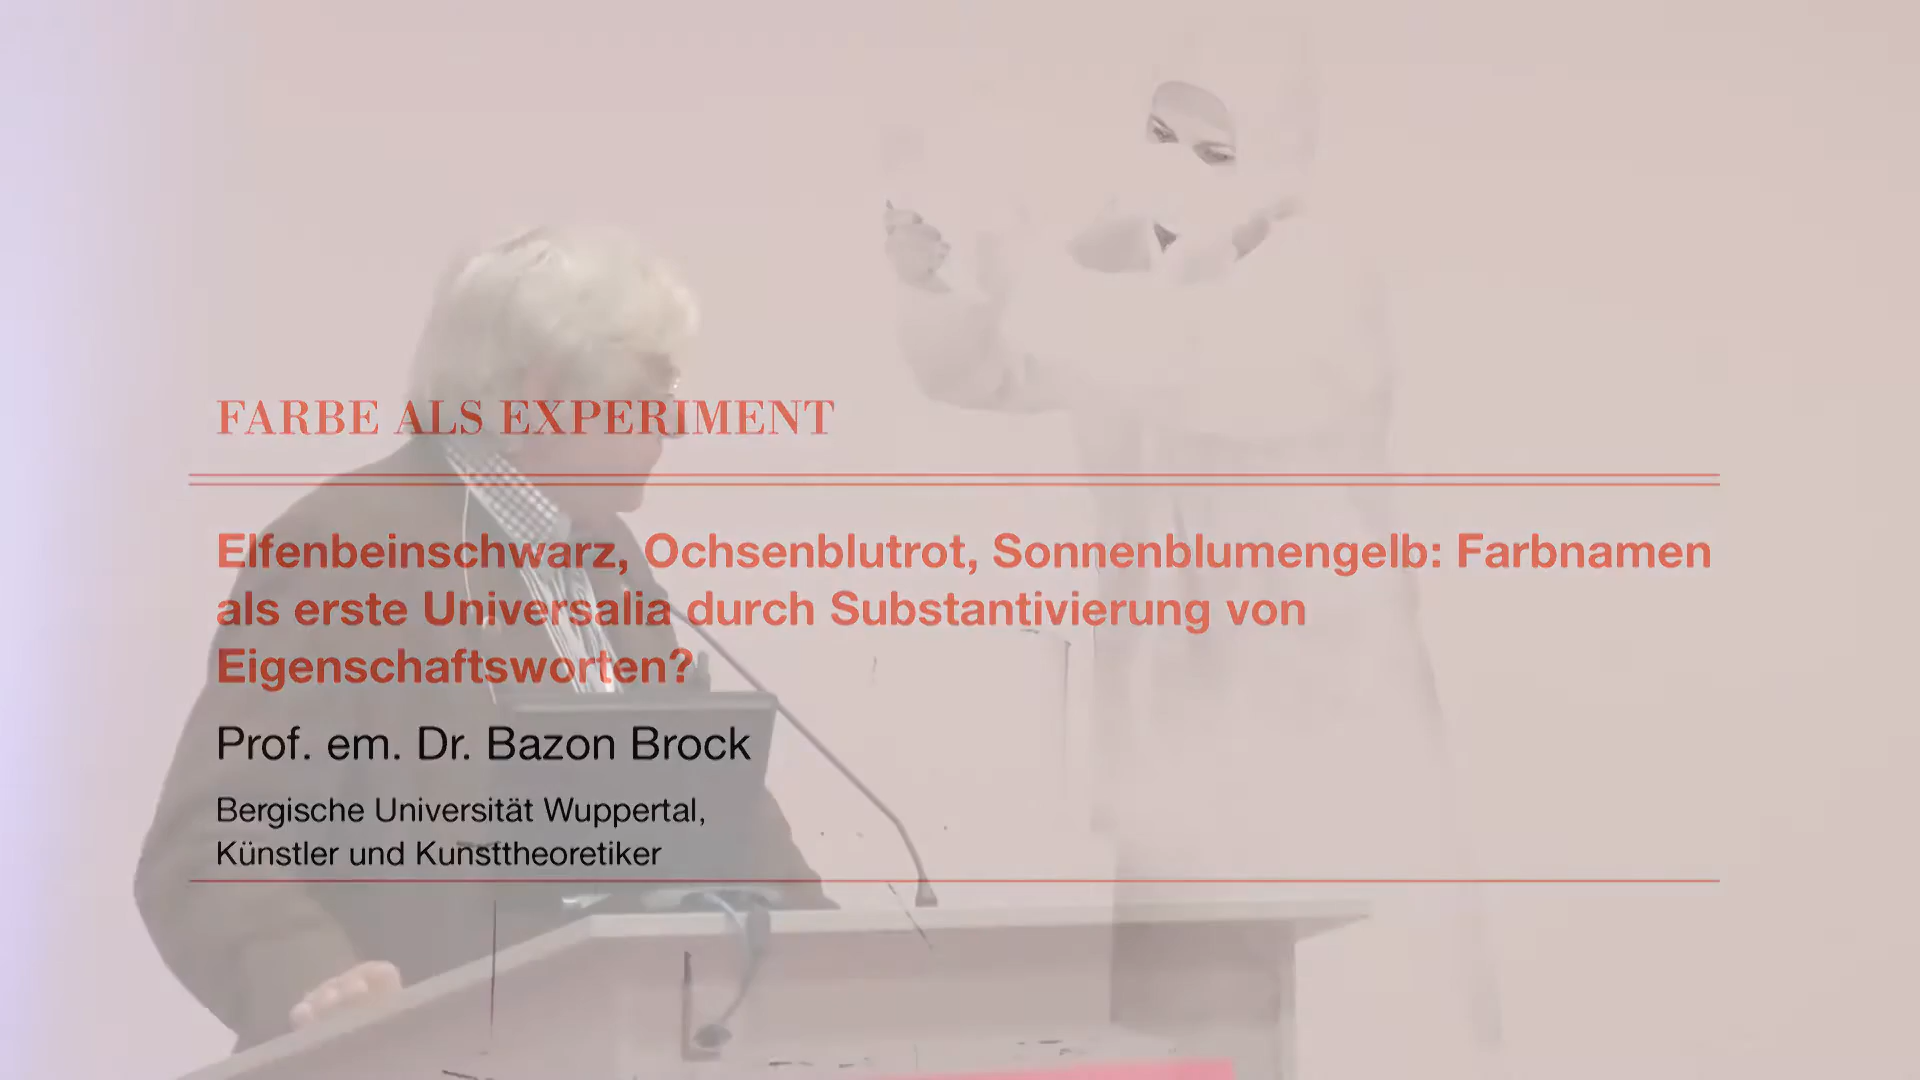 FARBE ALS EXPERIMENT
Elfenbeinschwarz, Ochsenblutrot, Sonnenblumengelb: Farbnamen
als erste Universalia durch Substantivierung von
Eigenschaftsworten?
Prof. em. Dr. Bazon Brock
Bergische Universität Wuppertal,
Künstler und Kunsttheoretiker